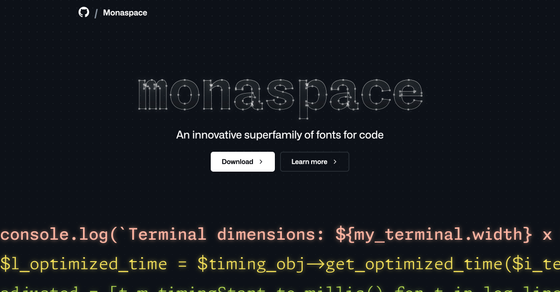 / Monaspace
monaspace
An innovative superfamily of fonts for code
Download >
Learn more >
console.log(`Terminal dimensions: ${my_terminal.width} x
$l_optimized_time = $timing_obj->get_optimized_time($i_te